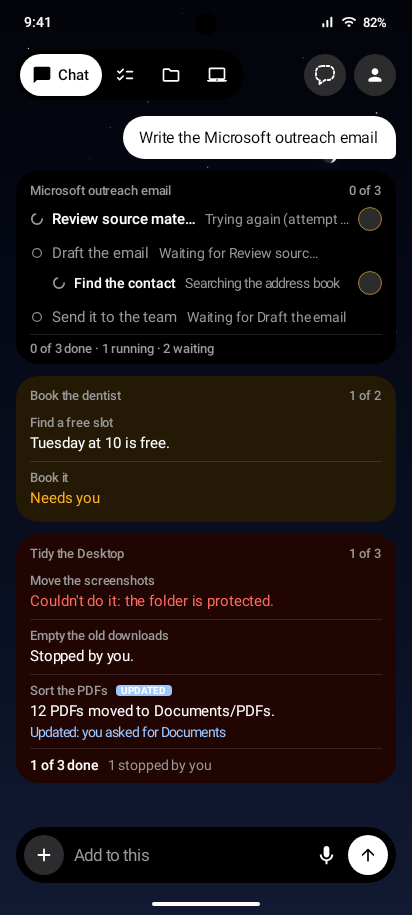 9:41
82%
Chat
Write the Microsoft outreach email
Microsoft outreach email 0 of 3
Review source mate... Trying again (attempt ...
Draft the email Waiting for Review sourc...
Find the contact Searching the address book
Send it to the team Waiting for Draft the email
0 of 3 done · 1 running · 2 waiting
Book the dentist 1 of 2
Find a free slot
Tuesday at 10 is free.
Book it
Needs you
Tidy the Desktop 1 of 3
Move the screenshots
Couldn't do it: the folder is protected.
Empty the old downloads
Stopped by you.
Sort the PDFs UPDATED
12 PDFs moved to Documents/PDFs.
Updated: you asked for Documents
1 of 3 done 1 stopped by you
Add to this